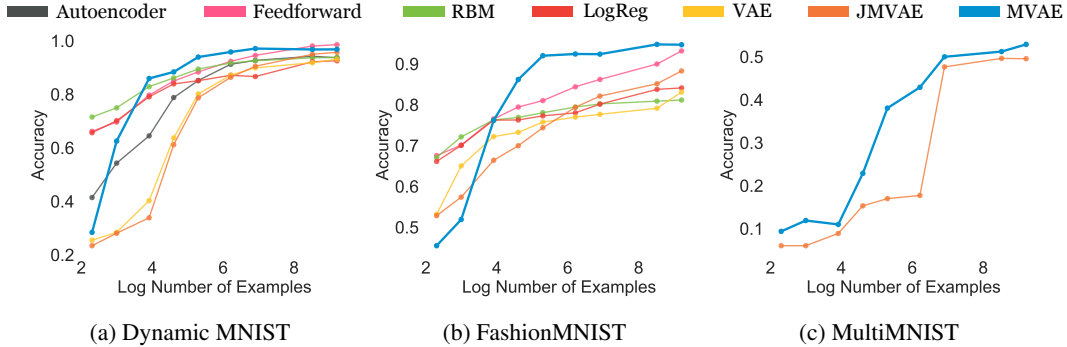 Autoencoder Feedforward RBM LogReg VAE JMVAE MVAE
1.0
0.8
0.6
0.4
0.2
Accuracy
2 4 6 8
Log Number of Examples
(a) Dynamic MNIST
0.9
0.8
0.7
0.6
0.5
Accuracy
2 4 6 8
Log Number of Examples
(b) FashionMNIST
0.5
0.4
0.3
0.2
0.1
Accuracy
2 4 6 8
Log Number of Examples
(c) MultiMNIST